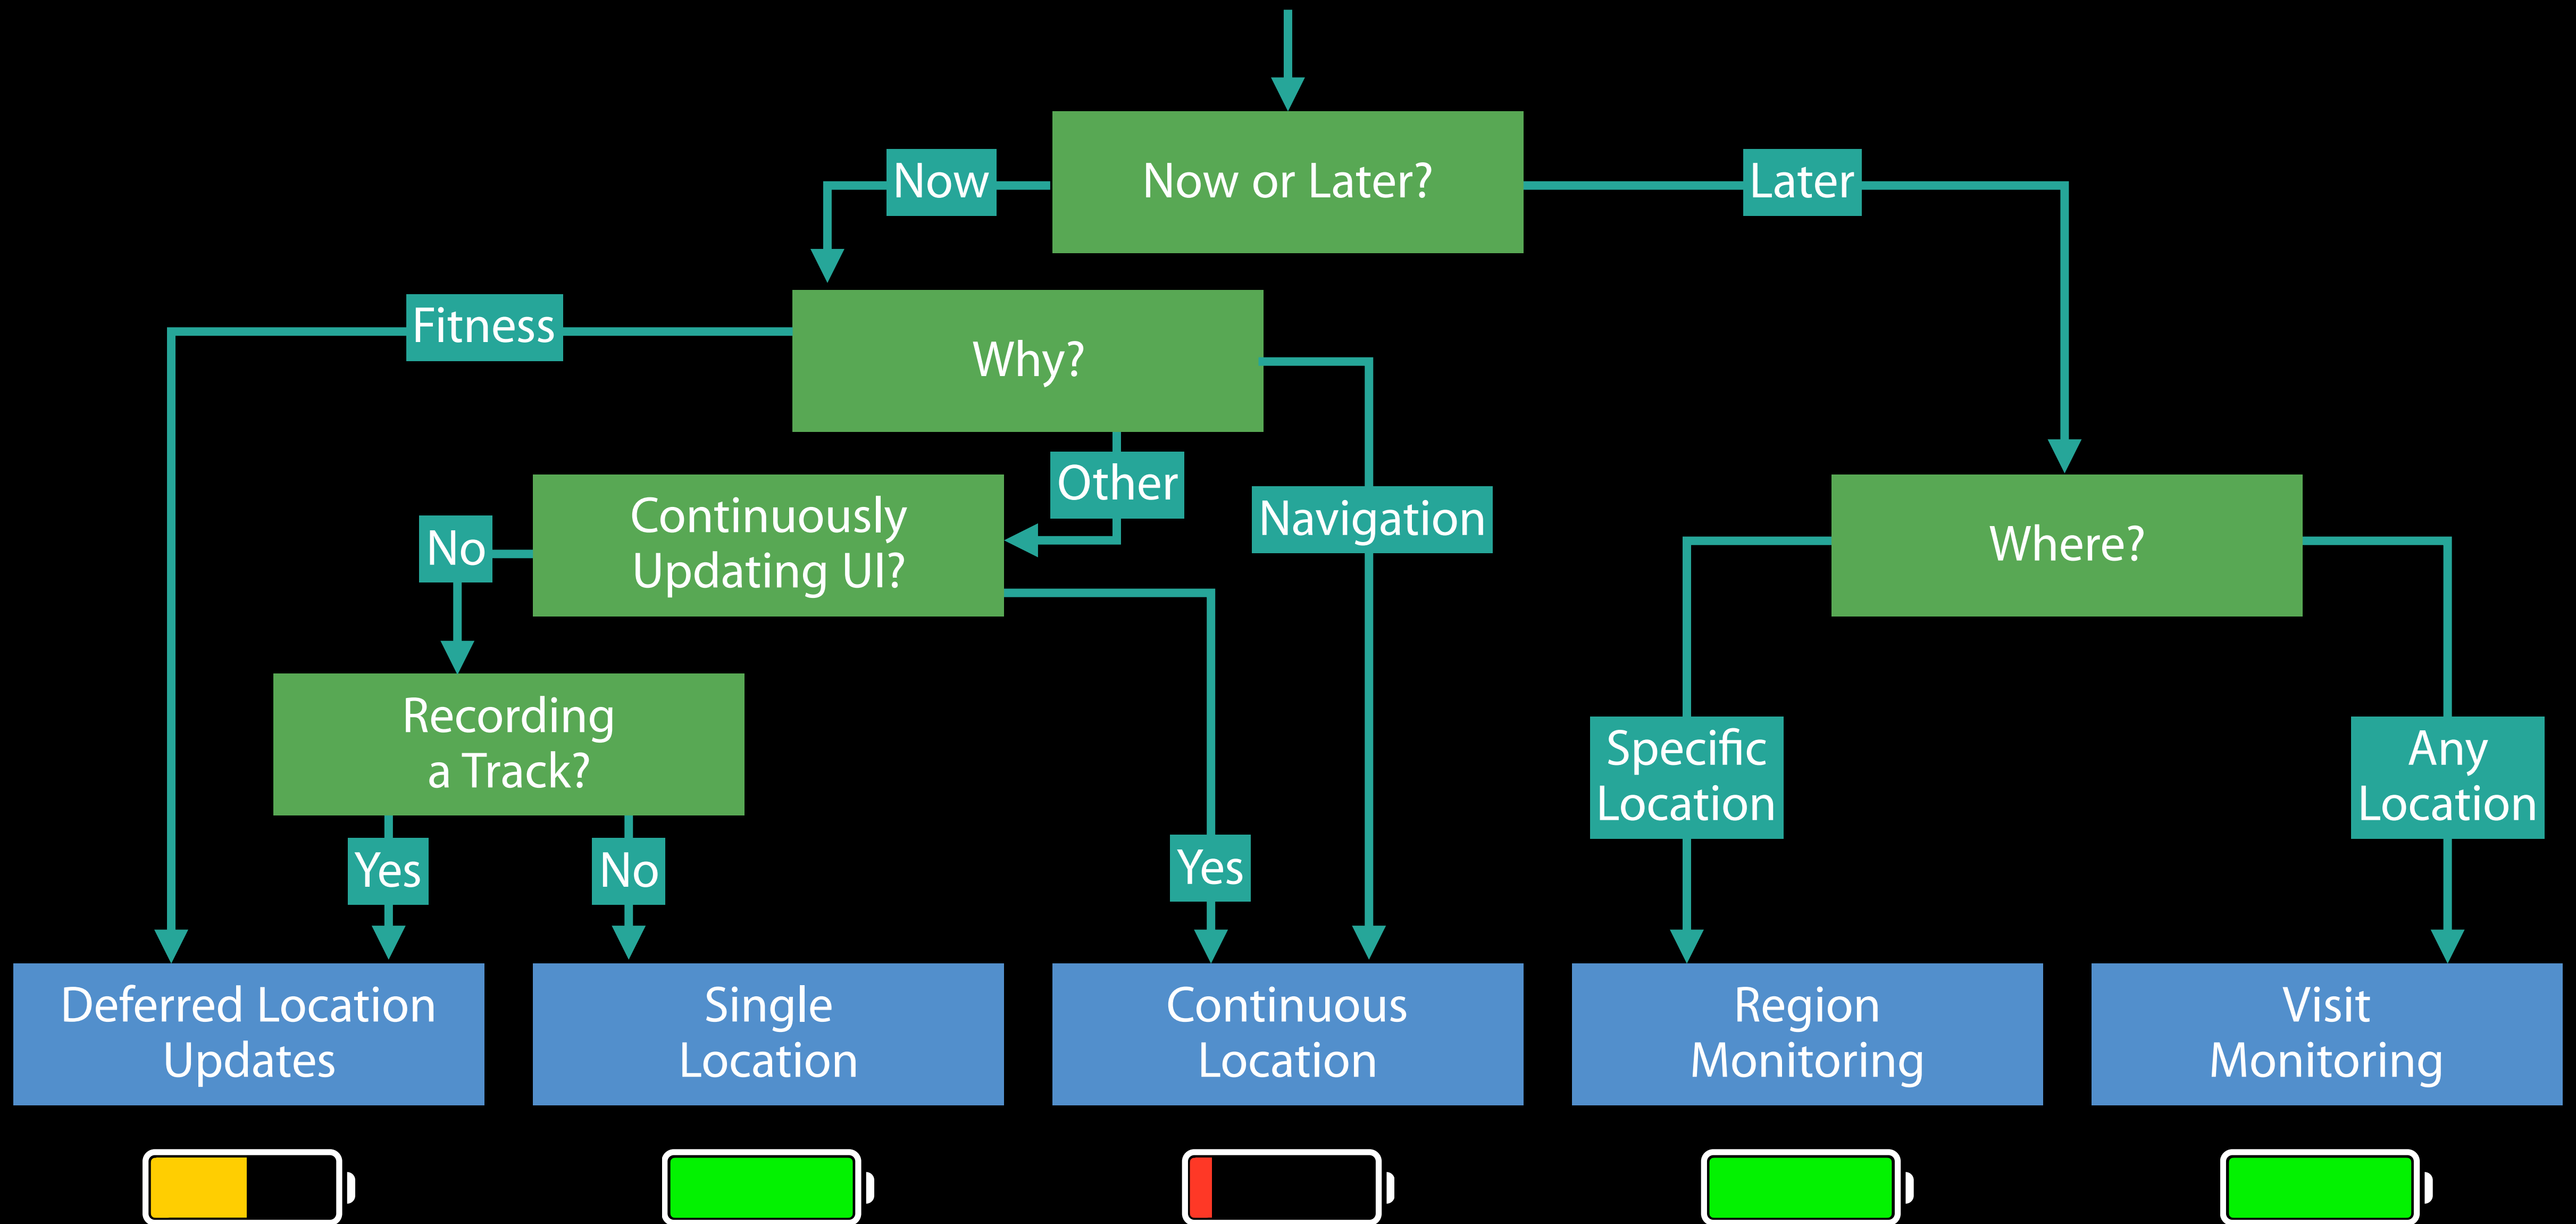 Now
Now or Later?
Later
Fitness
Why?
Other
Navigation
Continuously
Updating UI?
No
Where?
Recording
a Track?
Specific
Location
Any
Location
Yes
No
Yes
Deferred Location
Updates
Single
Location
Continuous
Location
Region
Monitoring
Visit
Monitoring